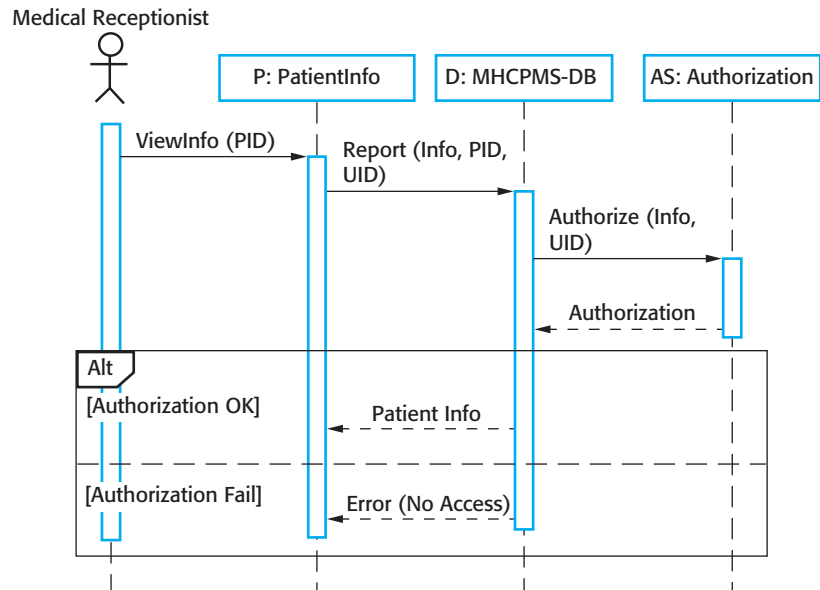 Medical Receptionist
P: PatientInfo
D: MHCPMS-DB
AS: Authorization
ViewInfo (PID)
Report (Info, PID,
UID)
Authorize (Info,
UID)
Authorization
Alt
[Authorization OK]
Patient Info
[Authorization Fail]
Error (No Access)